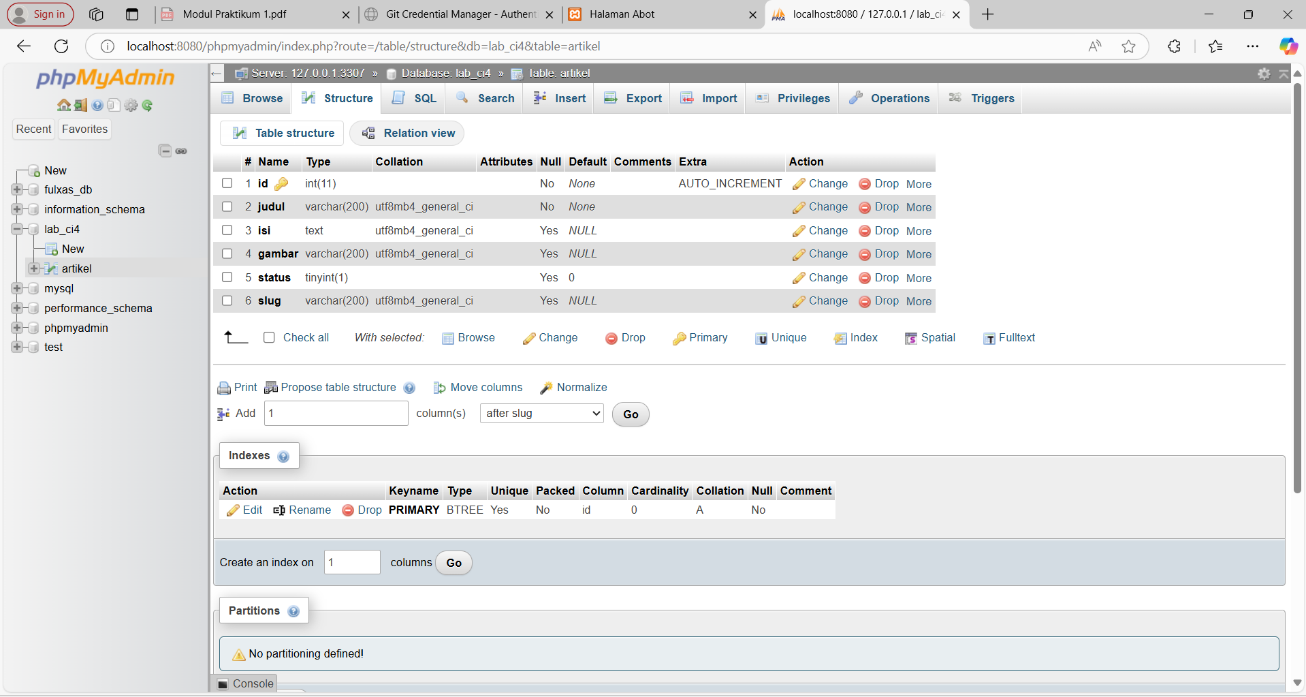 Sign in Modul Praktikum 1.pdf Git Credential Manager - Authent Halaman Abot localhost:8080 / 127.0.0.1 / lab_ci4
localhost:8080/phpmyadmin/index.php?route=/table/structure&db=lab_ci4&table=artikel
phpMyAdmin
Recent Favorites
New
fulxas_db
information_schema
lab_ci4
New
artikel
mysql
performance_schema
phpmyadmin
test
Server: 127.0.0.1:3307 » Database: lab_ci4 » Table: artikel
Browse Structure SQL Search Insert Export Import Privileges Operations Triggers
Table structure Relation view
# Name Type Collation Attributes Null Default Comments Extra Action
1 id int(11) No None AUTO_INCREMENT Change Drop More
2 judul varchar(200) utf8mb4_general_ci No None Change Drop More
3 isi text utf8mb4_general_ci Yes NULL Change Drop More
4 gambar varchar(200) utf8mb4_general_ci Yes NULL Change Drop More
5 status tinyint(1) Yes 0 Change Drop More
6 slug varchar(200) utf8mb4_general_ci Yes NULL Change Drop More
Check all With selected: Browse Change Drop Primary Unique Index Spatial Fulltext
Print Propose table structure Move columns Normalize
Add 1 column(s) after slug Go
Indexes
Action Keyname Type Unique Packed Column Cardinality Collation Null Comment
Edit Rename Drop PRIMARY BTREE Yes No id 0 A No
Create an index on 1 columns Go
Partitions
No partitioning defined!
Console